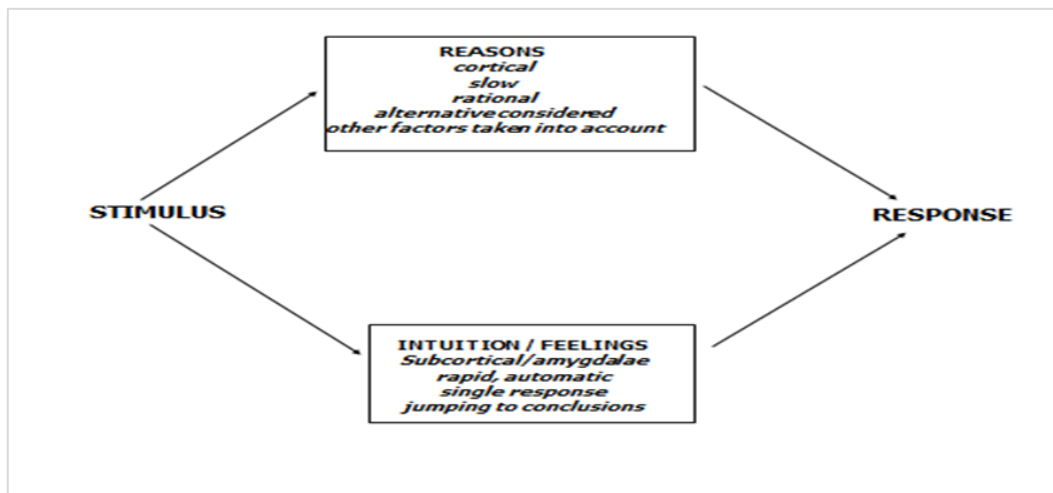 REASONS
cortical
slow
rational
alternative considered
other factors taken into account
STIMULUS
RESPONSE
INTUITION / FEELINGS
Subcortical/amygdalae
rapid, automatic
single response
jumping to conclusions